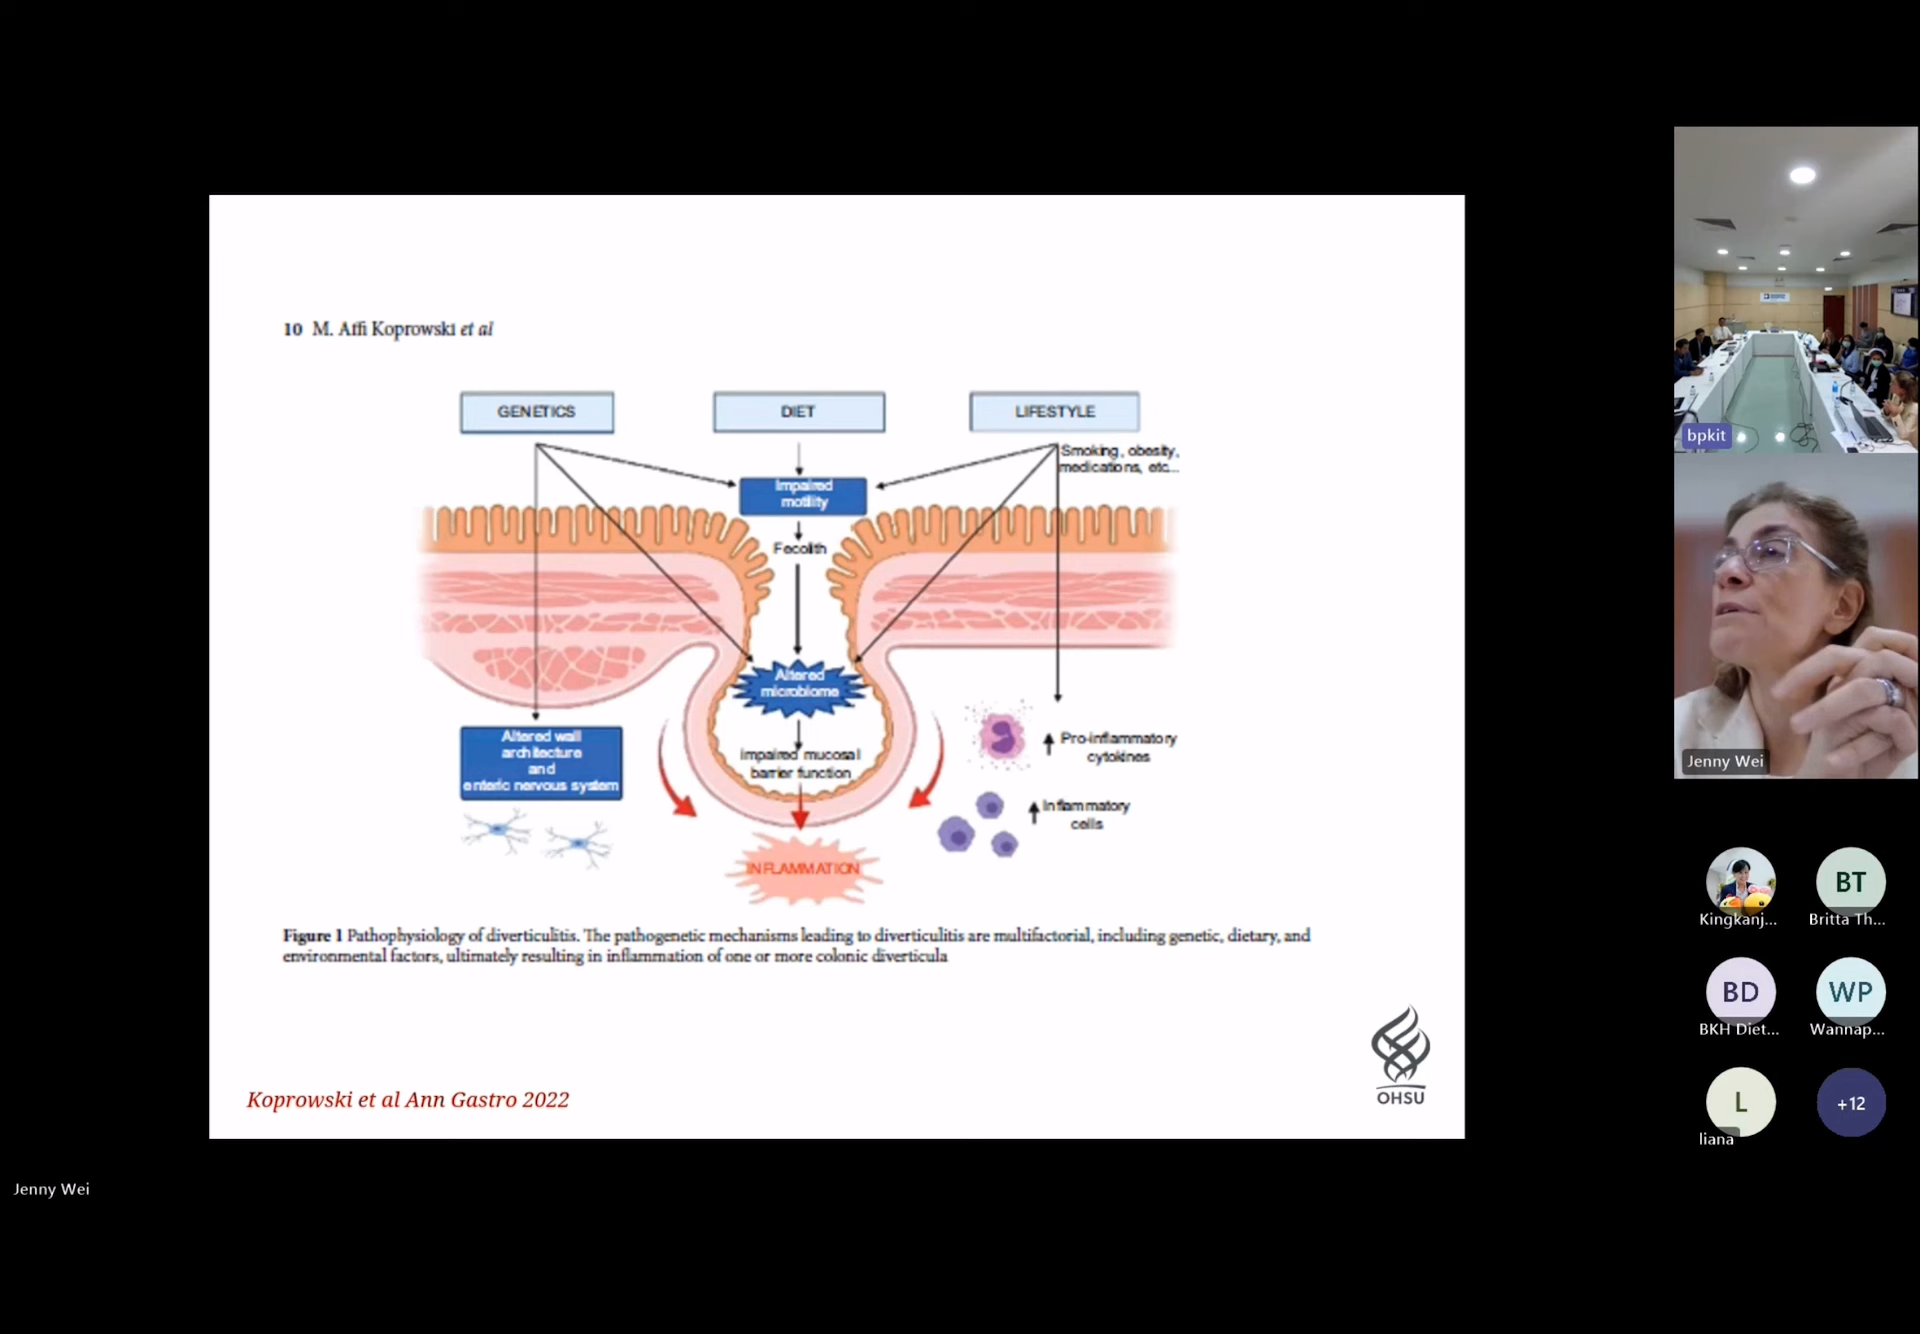 10 M. Affi Koprowski et al
GENETICS
DIET
LIFESTYLE
Smoking, obesity,
medications, etc...
Impaired
motility
Fecolith
Altered
microbiome
Impaired mucosal
barrier function
Altered wall
architecture
and
enteric nervous system
Pro-inflammatory
cytokines
Inflammatory
cells
INFLAMMATION
Figure 1 Pathophysiology of diverticulitis. The pathogenetic mechanisms leading to diverticulitis are multifactorial, including genetic, dietary, and
environmental factors, ultimately resulting in inflammation of one or more colonic diverticula
Koprowski et al Ann Gastro 2022
OHSU
Jenny Wei
bpkit
Jenny Wei
Kingkanj...
BT
Britta Th...
BD
BKH Diet...
WP
Wannap...
L
liana
+12